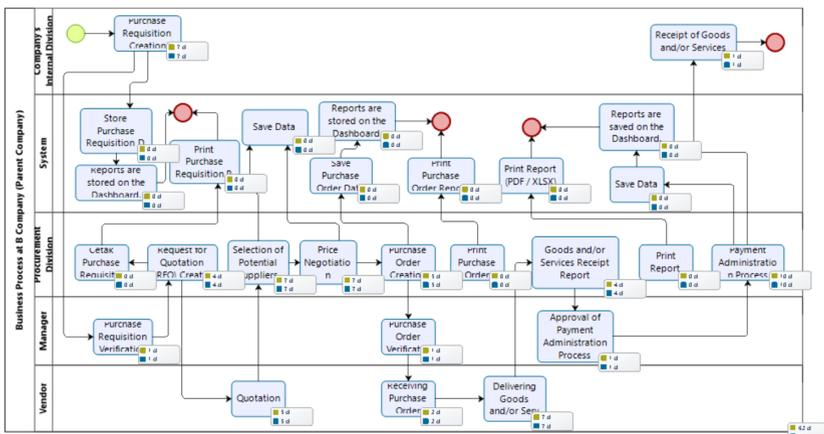 Business Process at B Company (Parent Company)
Company's
Internal Division
Purchase
Requisition
Creation
7 d
7 d
Receipt of Goods
and/or Services
1 d
1 d
System
Store
Purchase
Requisition D
0 d
0 d
Reports are
stored on the
Dashboard
0 d
0 d
Print
Purchase
Requisition
0 d
0 d
Save Data
0 d
0 d
Reports are
stored on the
Dashboard
0 d
0 d
Save
Purchase
Order Dat
0 d
0 d
Print
Purchase
Order Repo
0 d
0 d
Print Report
(PDF / XLSX)
0 d
0 d
Reports are
saved on the
Dashboard
0 d
0 d
Save Data
0 d
0 d
Procurement
Division
Cetak
Purchase
Requisit
0 d
0 d
Request for
Quotation
(RFQ) Creat
4 d
4 d
Selection of
Potential
Suppliers
7 d
7 d
Price
Negotiatio
n
7 d
7 d
Purchase
Order
Creatio
5 d
5 d
Print
Purchase
Order
0 d
0 d
Goods and/or
Services Receipt
Report
4 d
4 d
Print
Report
0 d
0 d
Payment
Administratio
n Process
10 d
10 d
Manager
Purchase
Requisition
Verificati
1 d
1 d
Purchase
Order
Verificat
1 d
1 d
Approval of
Payment
Administration
Process
1 d
1 d
Vendor
Quotation
5 d
5 d
Receiving
Purchase
Order
2 d
2 d
Delivering
Goods
and/or Serv
7 d
7 d
62 d